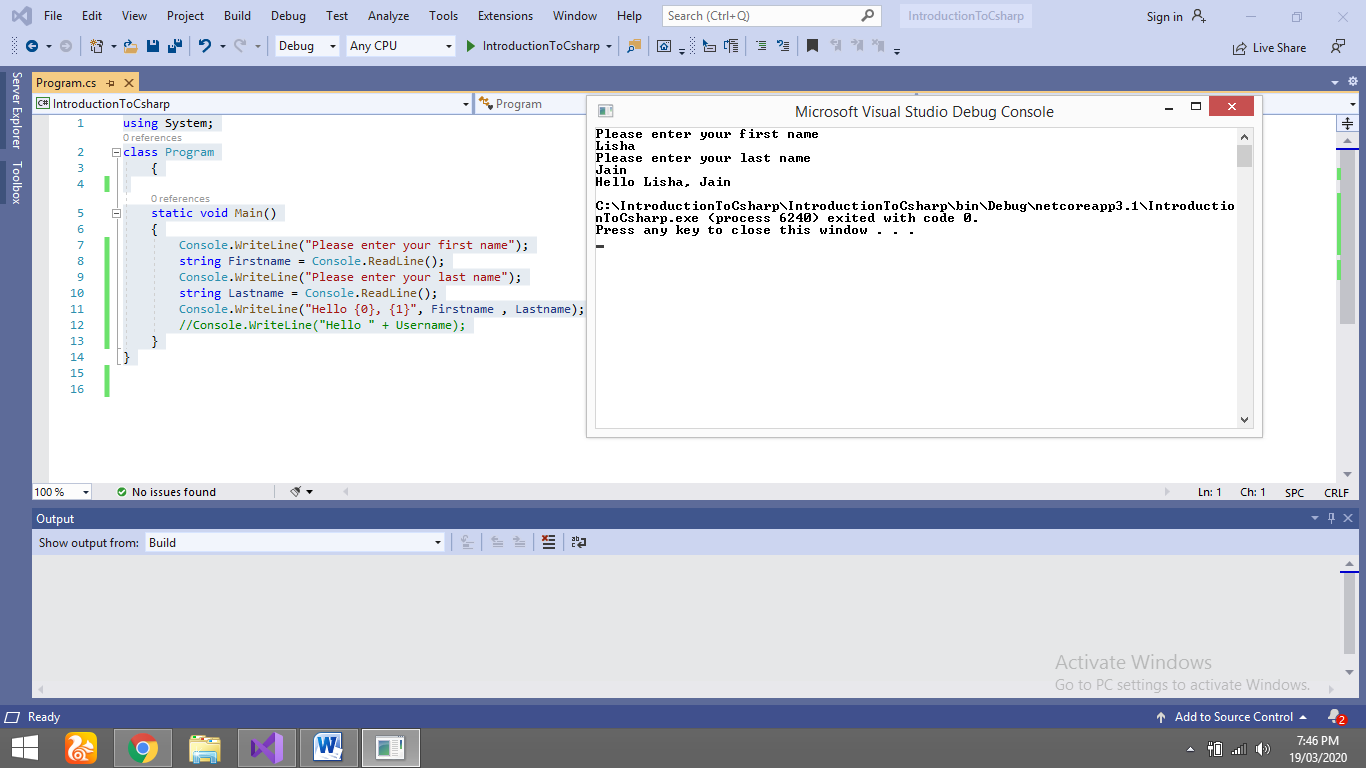 File Edit View Project Build Debug Test Analyze Tools Extensions Window Help Search (Ctrl+Q) IntroductionToCsharp Sign in
Debug Any CPU IntroductionToCsharp Live Share
Server Explorer
Toolbox
Program.cs
C# IntroductionToCsharp Program
1 using System;
0 references
2 class Program
3 {
4
0 references
5 static void Main()
6 {
7 Console.WriteLine("Please enter your first name");
8 string Firstname = Console.ReadLine();
9 Console.WriteLine("Please enter your last name");
10 string Lastname = Console.ReadLine();
11 Console.WriteLine("Hello {0}, {1}", Firstname , Lastname);
12 //Console.WriteLine("Hello " + Username);
13 }
14 }
15
16
Microsoft Visual Studio Debug Console
Please enter your first name
Lisha
Please enter your last name
Jain
Hello Lisha, Jain
C:\IntroductionToCsharp\IntroductionToCsharp\bin\Debug\netcoreapp3.1\Introductio
nToCsharp.exe (process 6240) exited with code 0.
Press any key to close this window . . .
100 % No issues found Ln: 1 Ch: 1 SPC CRLF
Output
Show output from: Build
Activate Windows
Go to PC settings to activate Windows.
Ready Add to Source Control 2
7:46 PM
19/03/2020